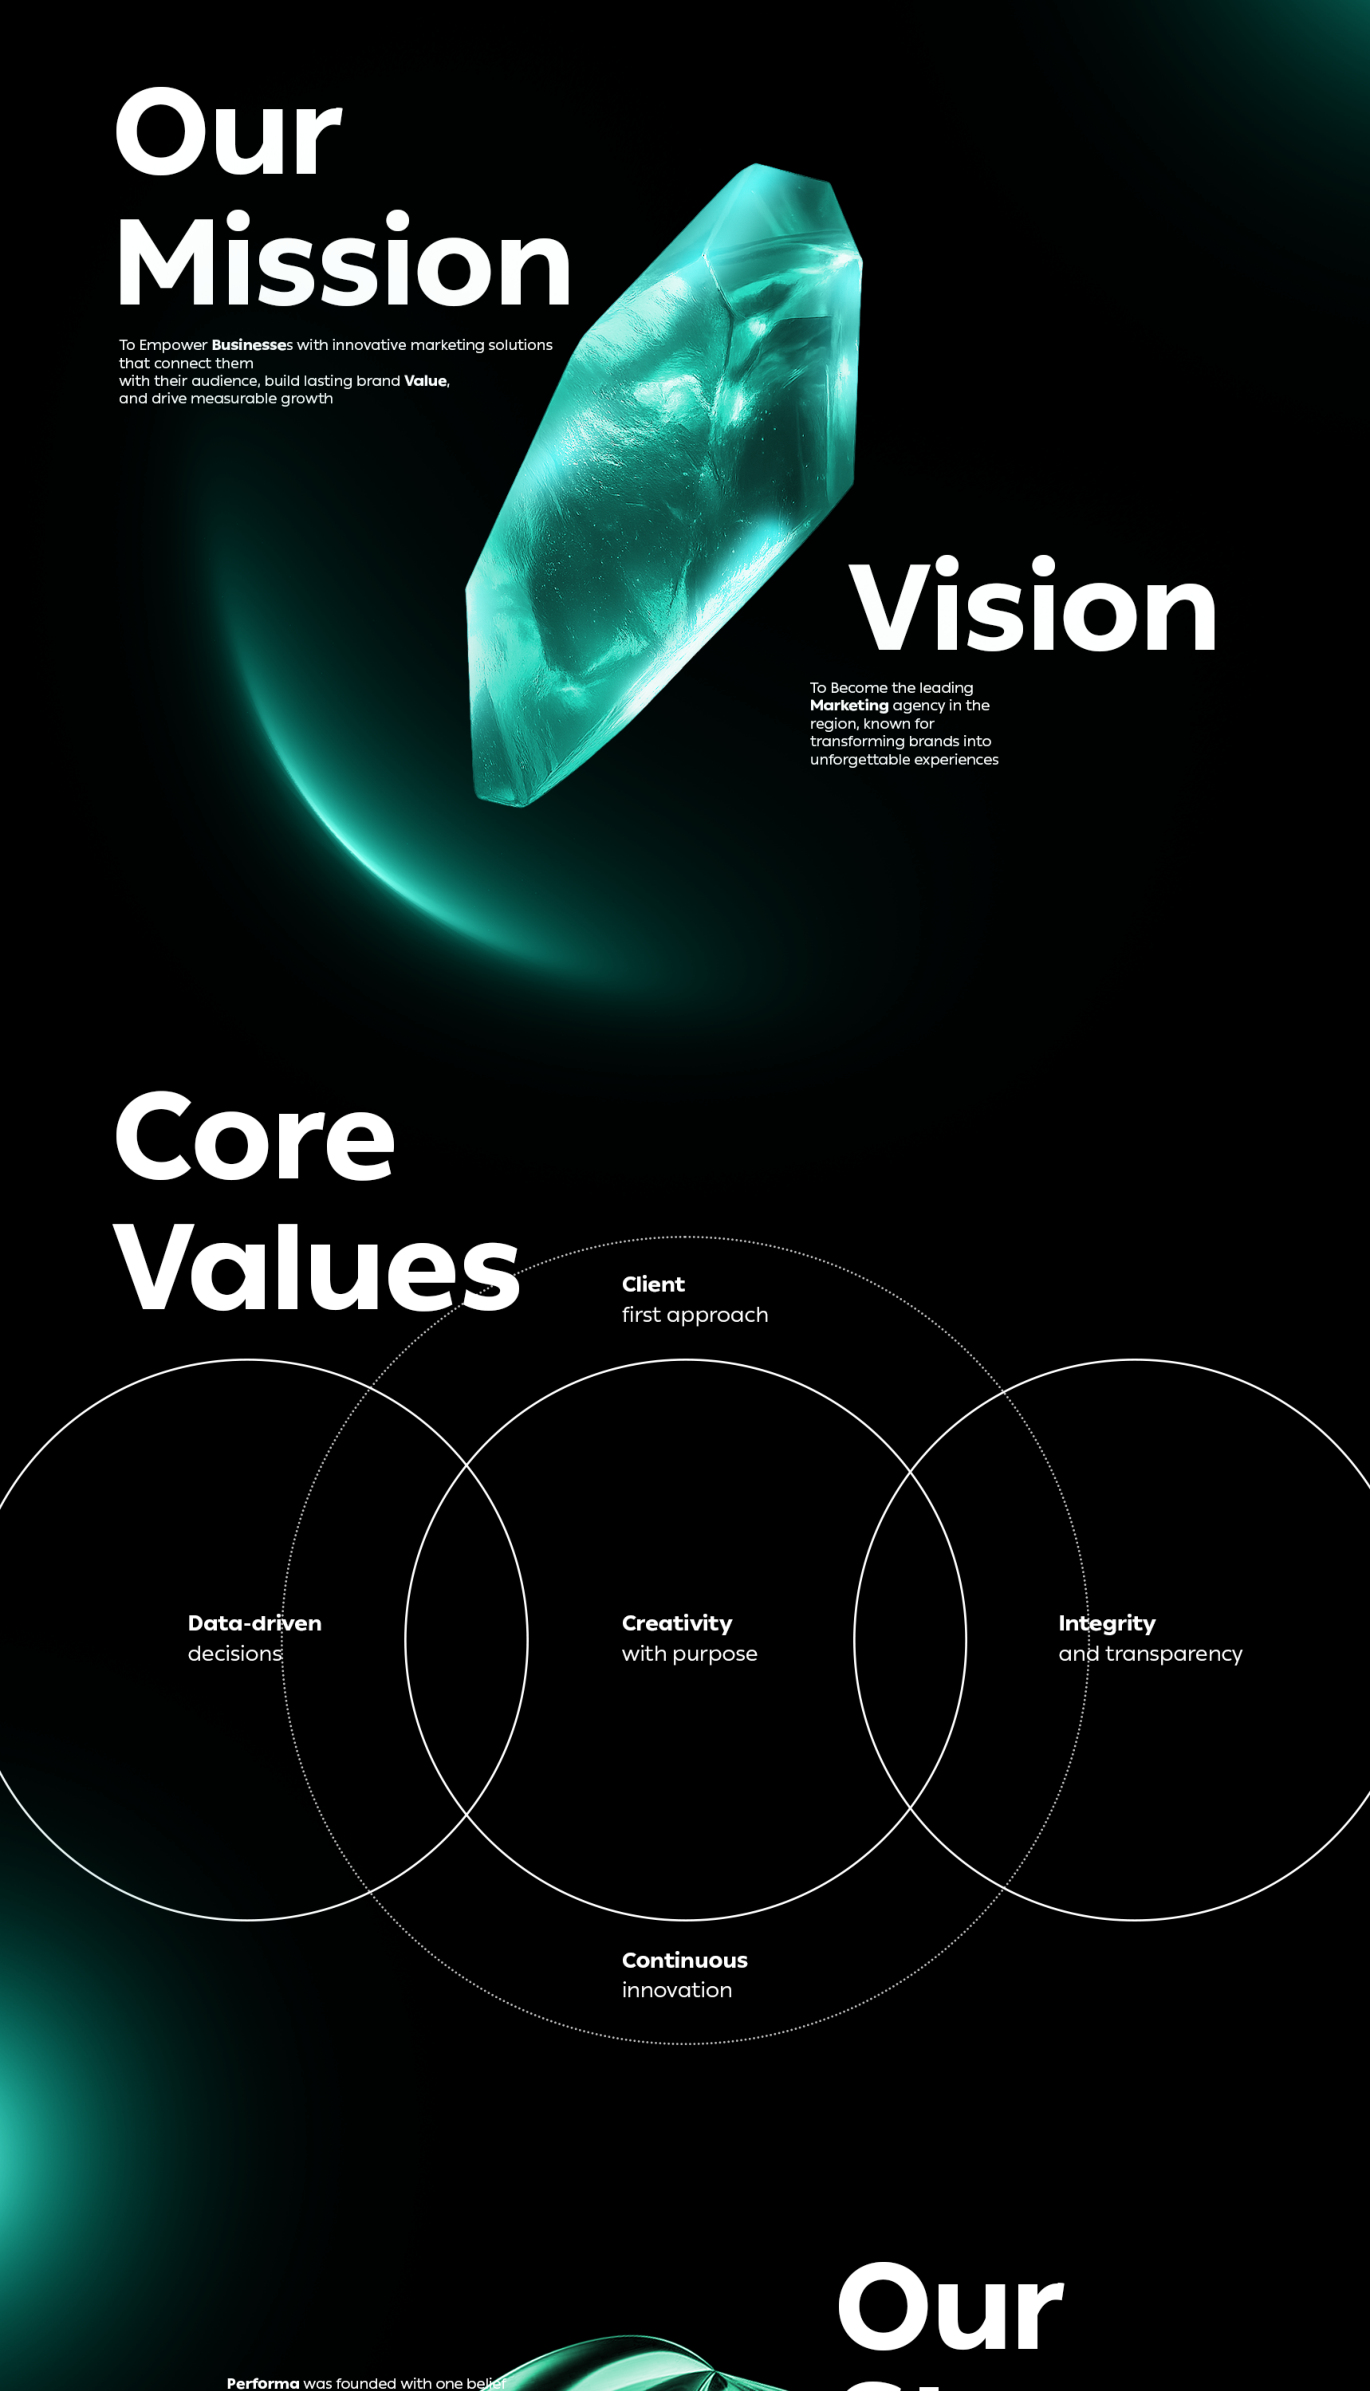 Our
Mission
To Empower Businesses with innovative marketing solutions
that connect them
with their audience, build lasting brand Value,
and drive measurable growth
Vision
To Become the leading
Marketing agency in the
region, known for
transforming brands into
unforgettable experiences
Core
Values
Client
first approach
Data-driven
decisions
Creativity
with purpose
Integrity
and transparency
Continuous
innovation
Our
Performa was founded with one belief